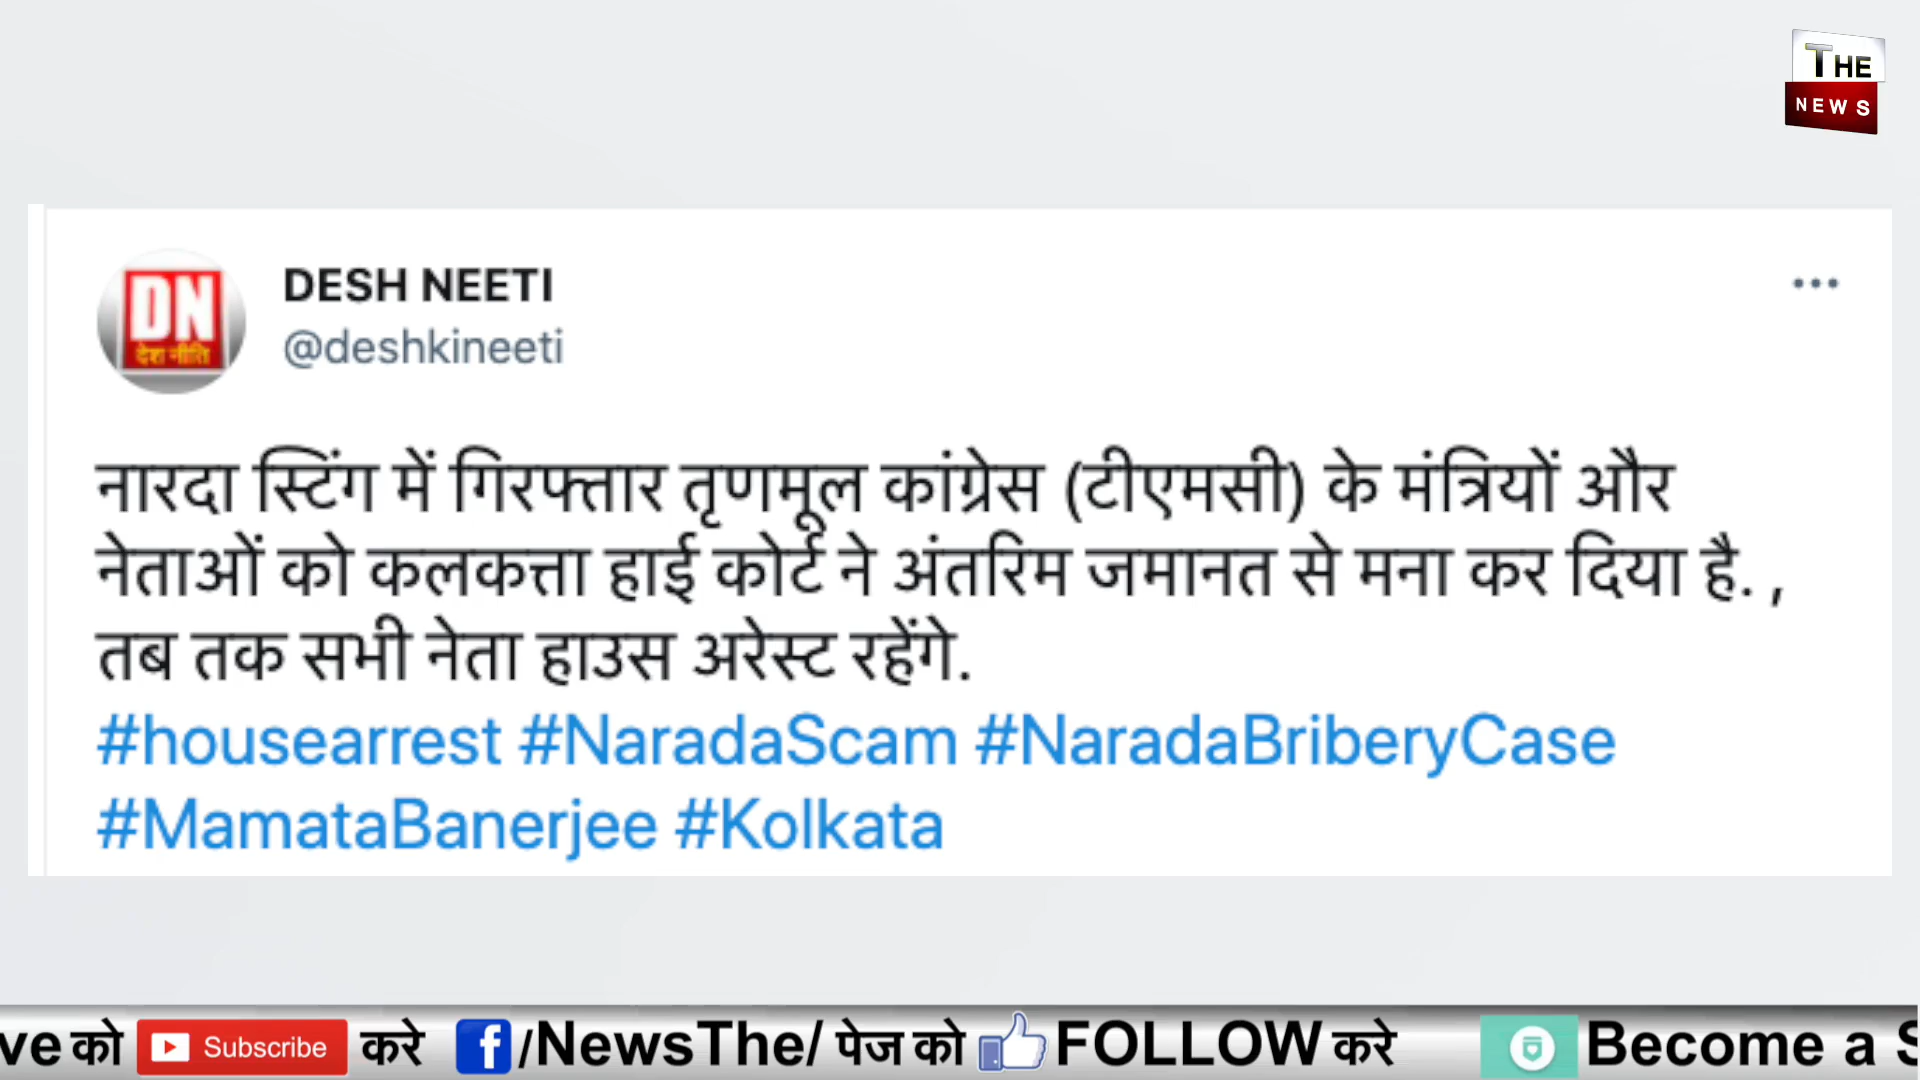 THE
NEWS
DN
देश नीति
DESH NEETI
@deshkineeti
नारदा स्टिंग में गिरफ्तार तृणमूल कांग्रेस (टीएमसी) के मंत्रियों और
नेताओं को कलकत्ता हाई कोर्ट ने अंतरिम जमानत से मना कर दिया है. ,
तब तक सभी नेता हाउस अरेस्ट रहेंगे.
#housearrest #NaradaScam #NaradaBriberyCase
#MamataBanerjee #Kolkata
ve को Subscribe करे f/NewsThe/ पेज को FOLLOW करे Become a S